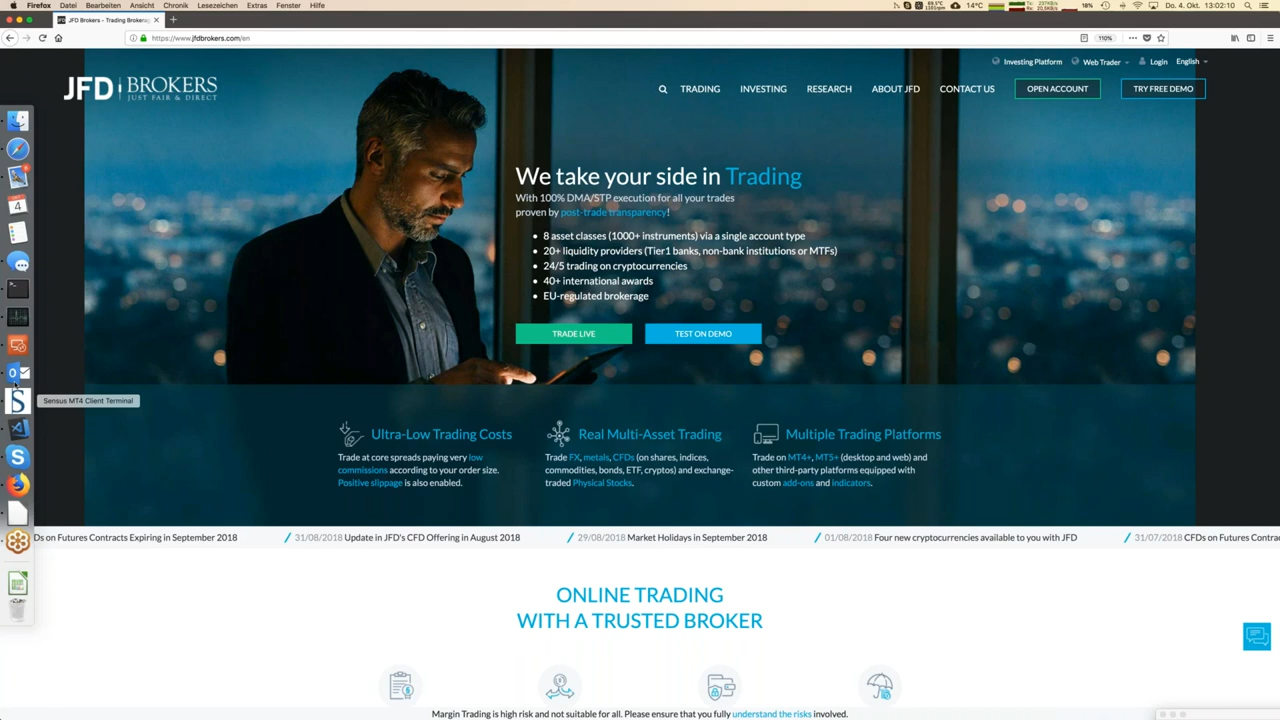 Firefox Datei Bearbeiten Ansicht Chronik Lesezeichen Extras Fenster Hilfe
14°C
18%
Do. 4. Okt. 13:02:10
JFD Brokers - Trading Brokerag
https://www.jfdbrokers.com/en
110%
Investing Platform Web Trader Login English
JFD BROKERS
JUST FAIR & DIRECT
TRADING INVESTING RESEARCH ABOUT JFD CONTACT US OPEN ACCOUNT TRY FREE DEMO
We take your side in Trading
With 100% DMA/STP execution for all your trades
proven by post-trade transparency!
• 8 asset classes (1000+ instruments) via a single account type
• 20+ liquidity providers (Tier1 banks, non-bank institutions or MTFs)
• 24/5 trading on cryptocurrencies
• 40+ international awards
• EU-regulated brokerage
TRADE LIVE TEST ON DEMO
Sensus MT4 Client Terminal
Ultra-Low Trading Costs
Trade at core spreads paying very low
commissions according to your order size.
Positive slippage is also enabled.
Real Multi-Asset Trading
Trade FX, metals, CFDs (on shares, indices,
commodities, bonds, ETF, cryptos) and exchange-
traded Physical Stocks.
Multiple Trading Platforms
Trade on MT4+, MT5+ (desktop and web) and
other third-party platforms equipped with
custom add-ons and indicators.
Ds on Futures Contracts Expiring in September 2018 31/08/2018 Update in JFD's CFD Offering in August 2018 29/08/2018 Market Holidays in September 2018 01/08/2018 Four new cryptocurrencies available to you with JFD 31/07/2018 CFDs on Futures Contrac
ONLINE TRADING
WITH A TRUSTED BROKER
Margin Trading is high risk and not suitable for all. Please ensure that you fully understand the risks involved.